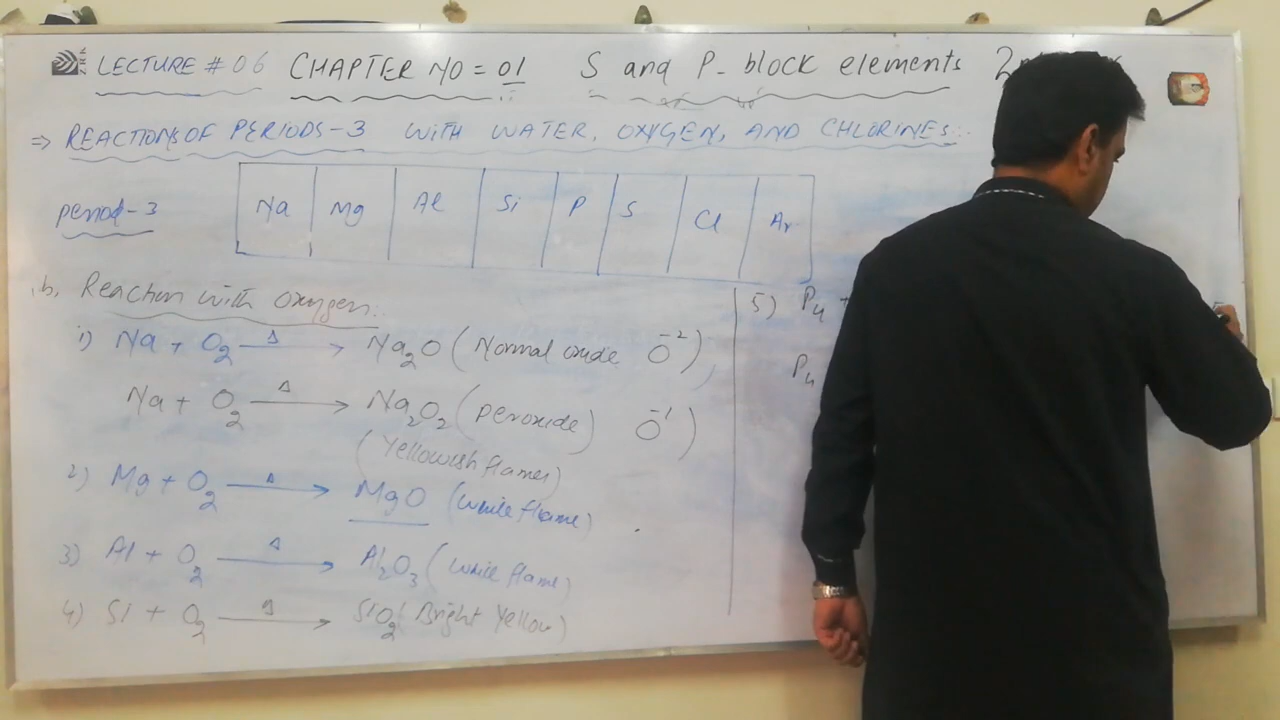 LECTURE # 06 CHAPTER NO = 01 S and P- block elements
⇒ REACTIONS OF PERIODS-3 WITH WATER, OXYGEN, AND CHLORINES:
period-3 Na Mg Al Si P S Cl Ar
b, Reaction with oxygen:
1) Na + O₂ —Δ→ Na₂O (Normal oxide O⁻²)
Na + O₂ —Δ→ Na₂O₂ (peroxide) O⁻¹)
(Yellowish flames)
2) Mg + O₂ —Δ→ MgO (white flame)
3) Al + O₂ —Δ→ Al₂O₃ (white flame)
4) Si + O₂ → SiO₂ (Bright Yellow)
5) P₄ +
P₄